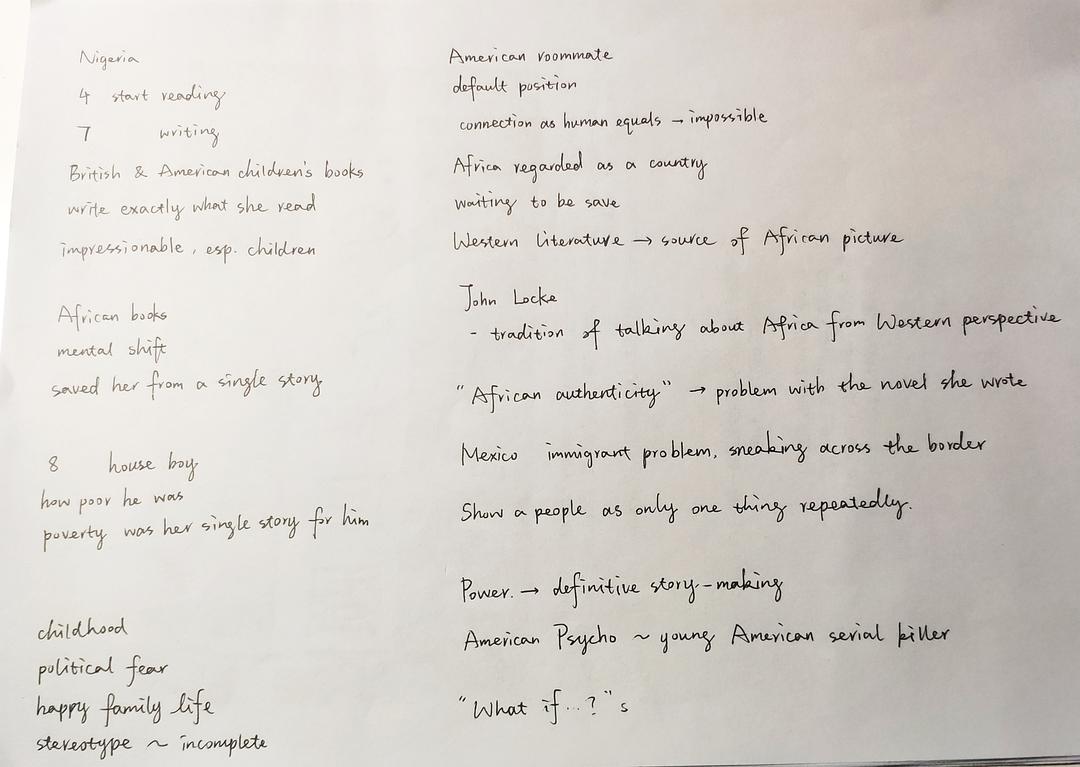 Nigeria
4 start reading
7 writing
British & American children's books
write exactly what she read
impressionable, esp. children
African books
mental shift
saved her from a single story
8 house boy
how poor he was
poverty was her single story for him
childhood
political fear
happy family life
stereotype ~ incomplete
American roommate
default position
connection as human equals → impossible
Africa regarded as a country
waiting to be save
Western literature → source of African picture
John Locke
- tradition of talking about Africa from Western perspective
"African authenticity" → problem with the novel she wrote
Mexico immigrant problem, sneaking across the border
Show a people as only one thing repeatedly.
Power. → definitive story-making
American Psycho ~ young American serial killer
"What if...?"s